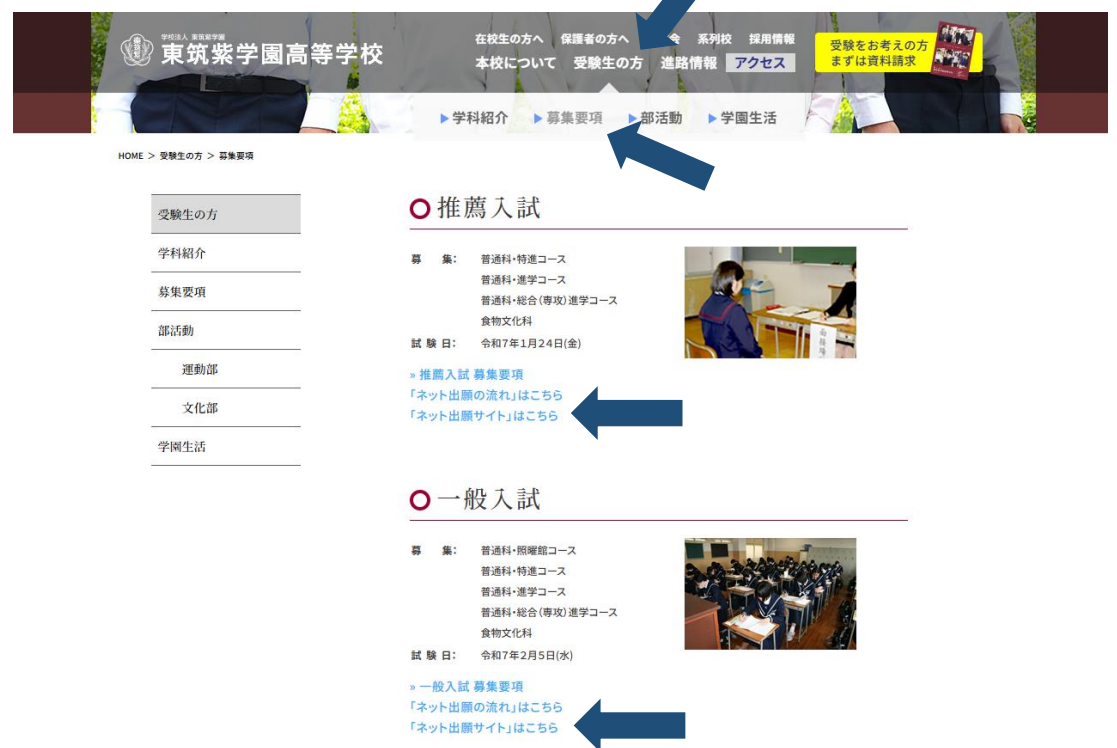 学校法人 東筑紫学園
東筑紫学園高等学校
在校生の方へ 保護者の方へ 系列校 採用情報
本校について 受験生の方 進路情報 アクセス
受験をお考えの方
まずは資料請求
▶学科紹介 ▶募集要項 ▶部活動 ▶学園生活
HOME > 受験生の方 > 募集要項
受験生の方
学科紹介
募集要項
部活動
運動部
文化部
学園生活
推薦入試
募 集: 普通科・特進コース
普通科・進学コース
普通科・総合(専攻)進学コース
食物文化科
試 験 日: 令和7年1月24日(金)
» 推薦入試 募集要項
「ネット出願の流れ」はこちら
「ネット出願サイト」はこちら
一般入試
募 集: 普通科・照曜館コース
普通科・特進コース
普通科・進学コース
普通科・総合(専攻)進学コース
食物文化科
試 験 日: 令和7年2月5日(水)
» 一般入試 募集要項
「ネット出願の流れ」はこちら
「ネット出願サイト」はこちら